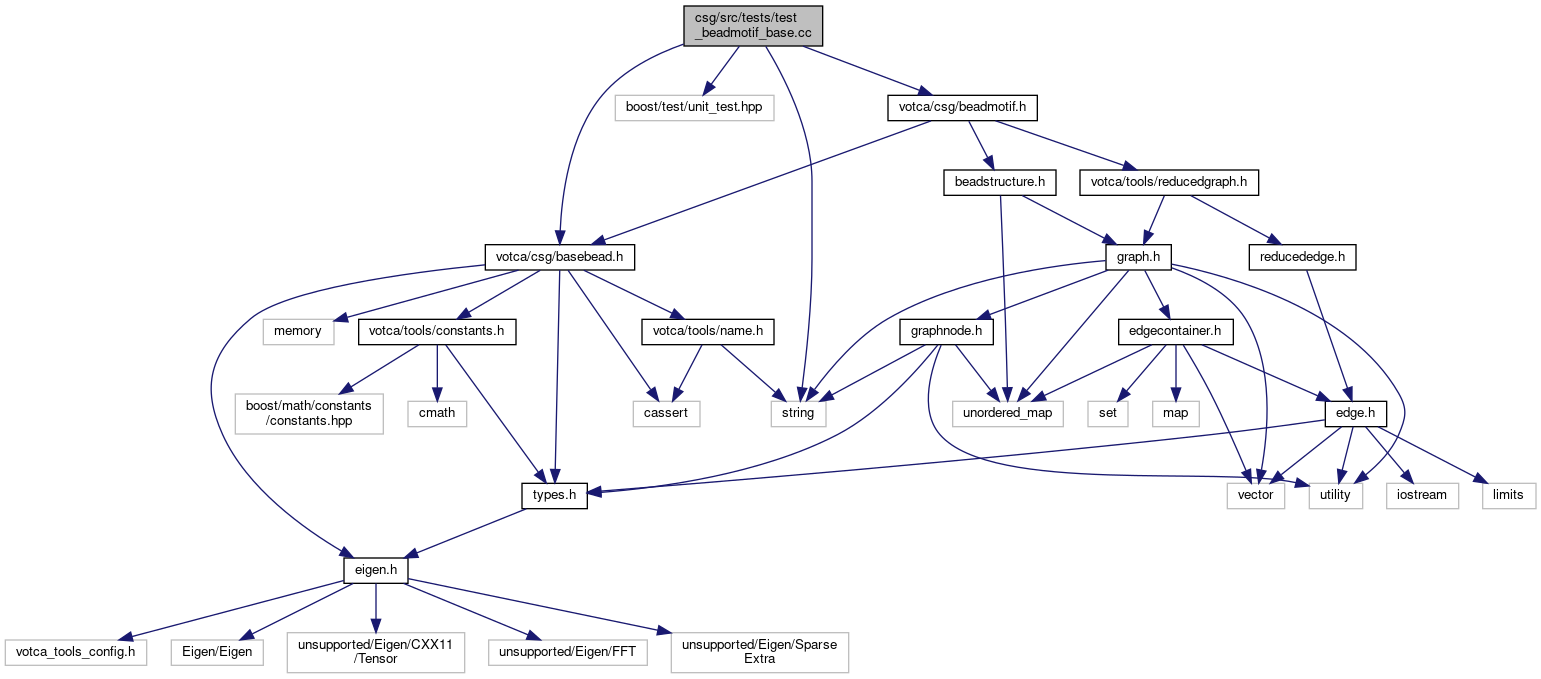 csg/src/tests/test
_beadmotif_base.cc
boost/test/unit_test.hpp
votca/csg/beadmotif.h
beadstructure.h
votca/tools/reducedgraph.h
votca/csg/basebead.h
graph.h
reducededge.h
memory
votca/tools/constants.h
votca/tools/name.h
graphnode.h
edgecontainer.h
boost/math/constants
/constants.hpp
cmath
cassert
string
unordered_map
set
map
edge.h
types.h
vector
utility
iostream
limits
eigen.h
votca_tools_config.h
Eigen/Eigen
unsupported/Eigen/CXX11
/Tensor
unsupported/Eigen/FFT
unsupported/Eigen/Sparse
Extra